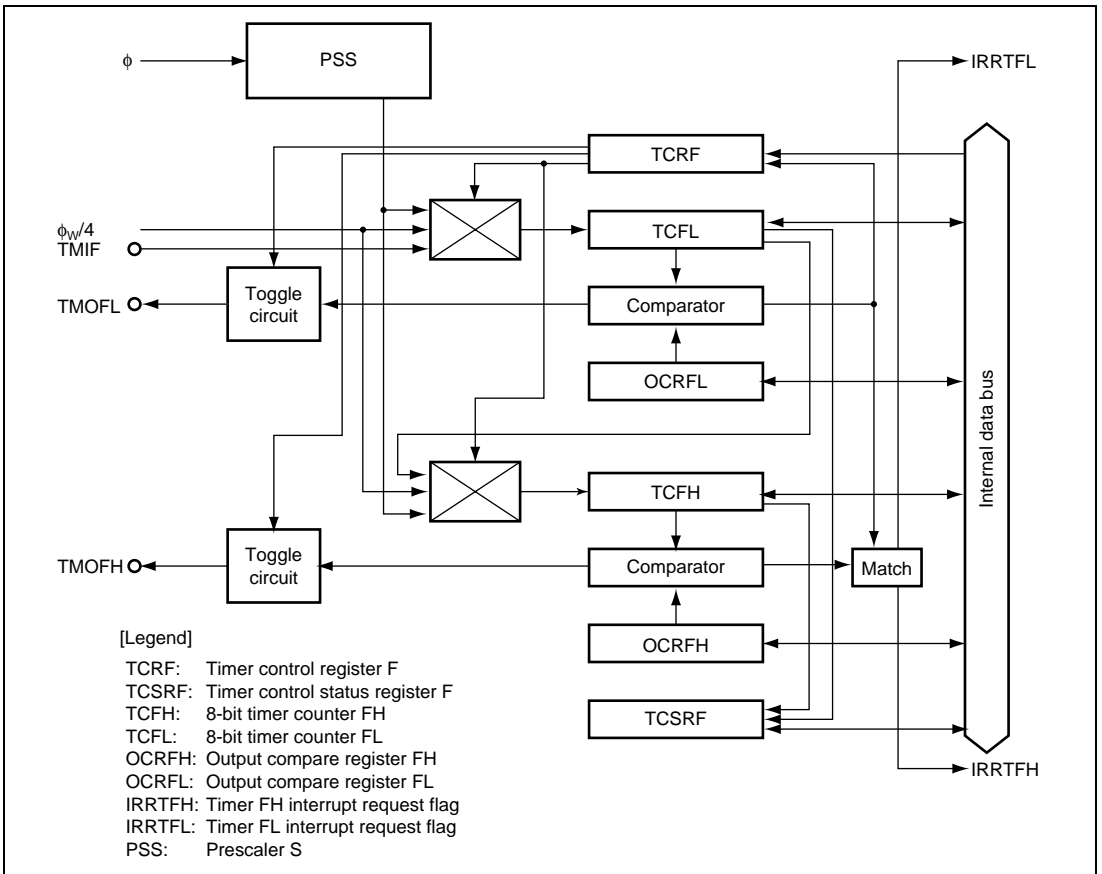 φ
PSS
IRRTFL
TCRF
φW/4
TMIF
TCFL
TMOFL
Toggle
circuit
Comparator
OCRFL
Internal data bus
TCFH
TMOFH
Toggle
circuit
Comparator
Match
OCRFH
TCSRF
IRRTFH
[Legend]
TCRF: Timer control register F
TCSRF: Timer control status register F
TCFH: 8-bit timer counter FH
TCFL: 8-bit timer counter FL
OCRFH: Output compare register FH
OCRFL: Output compare register FL
IRRTFH: Timer FH interrupt request flag
IRRTFL: Timer FL interrupt request flag
PSS: Prescaler S